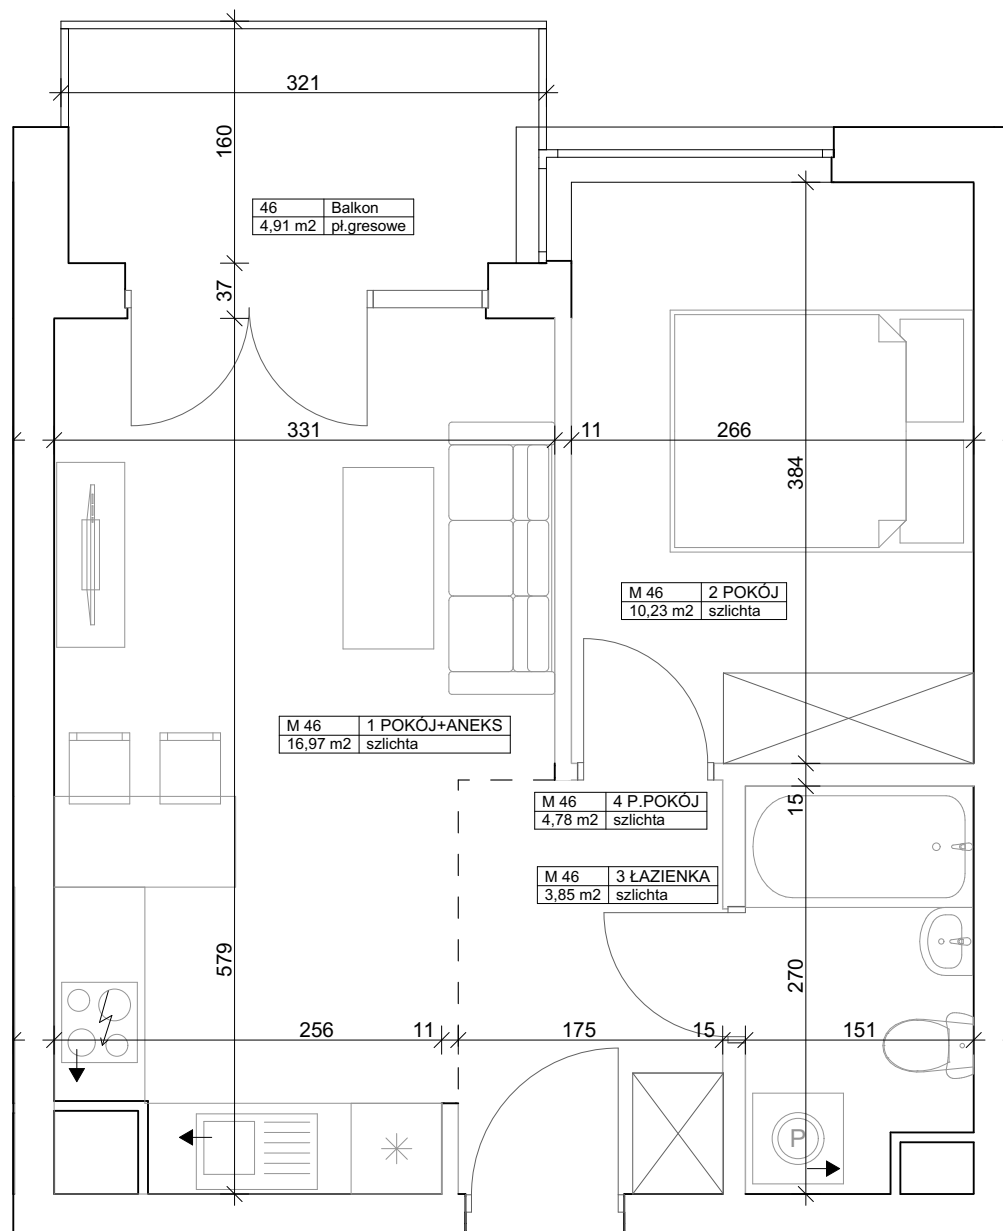 321
160
46 Balkon
4,91 m2 pł.gresowe
37
331 11 266
384
M 46 2 POKÓJ
10,23 m2 szlichta
M 46 1 POKÓJ+ANEKS
16,97 m2 szlichta
M 46 4 P.POKÓJ
4,78 m2 szlichta
15
M 46 3 ŁAZIENKA
3,85 m2 szlichta
579
270
256 11 175 15 151
P